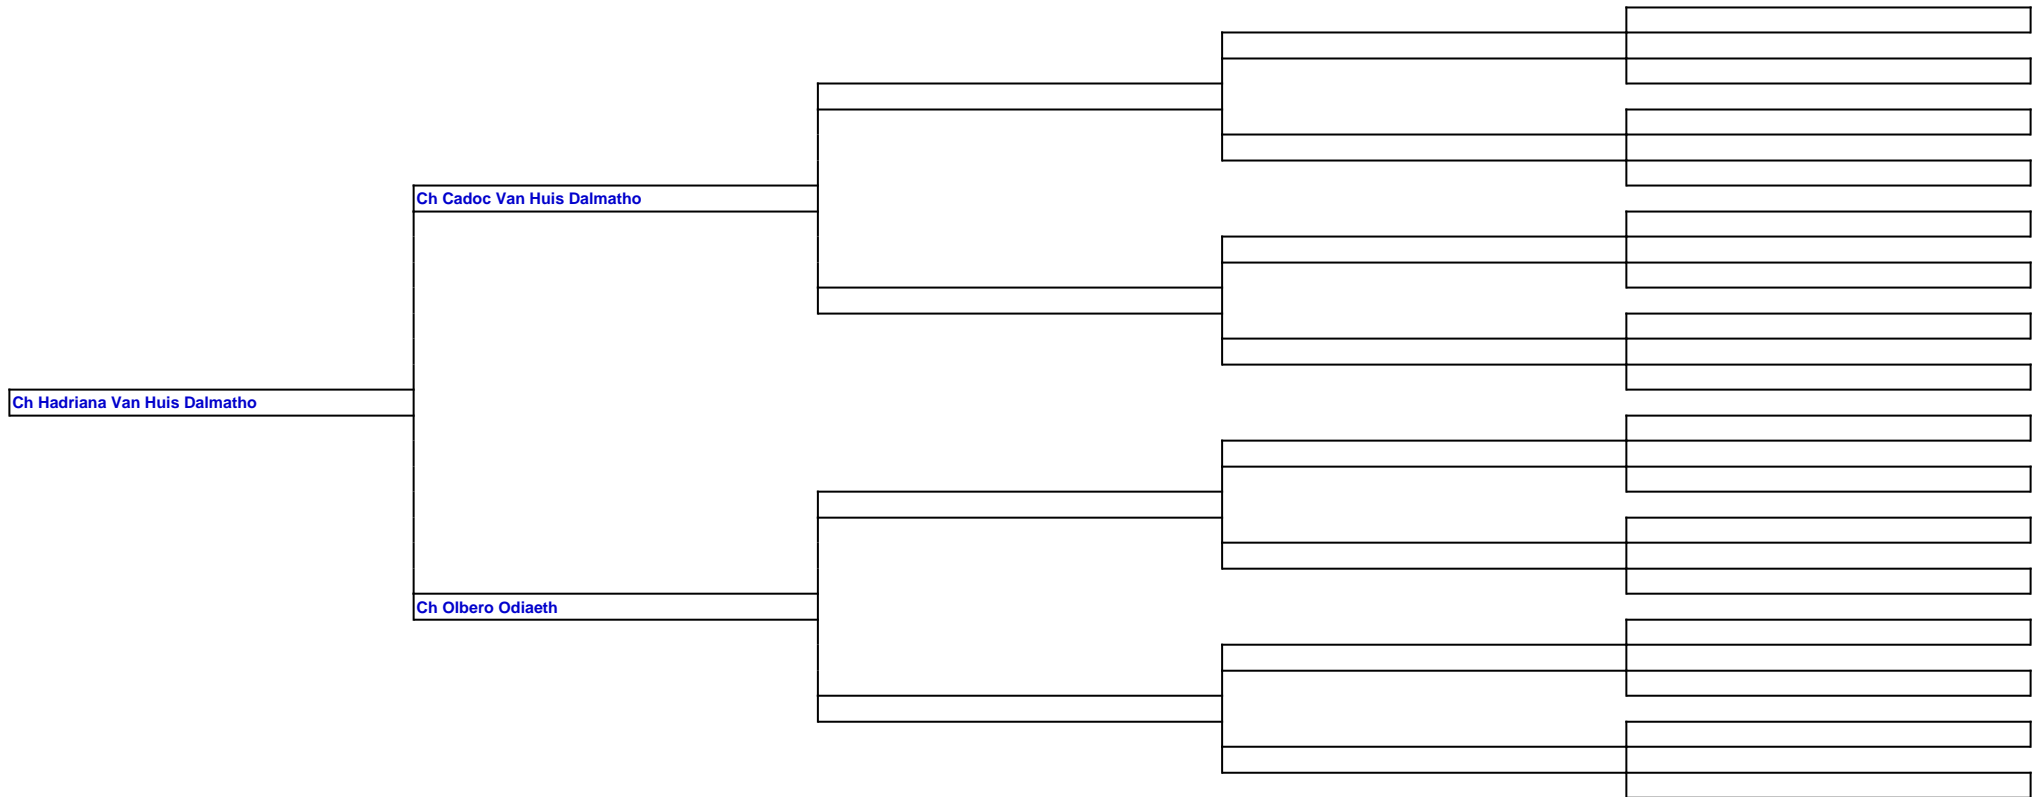 Ch Cadoc Van Huis Dalmatho
Ch Hadriana Van Huis Dalmatho
Ch Olbero Odiaeth